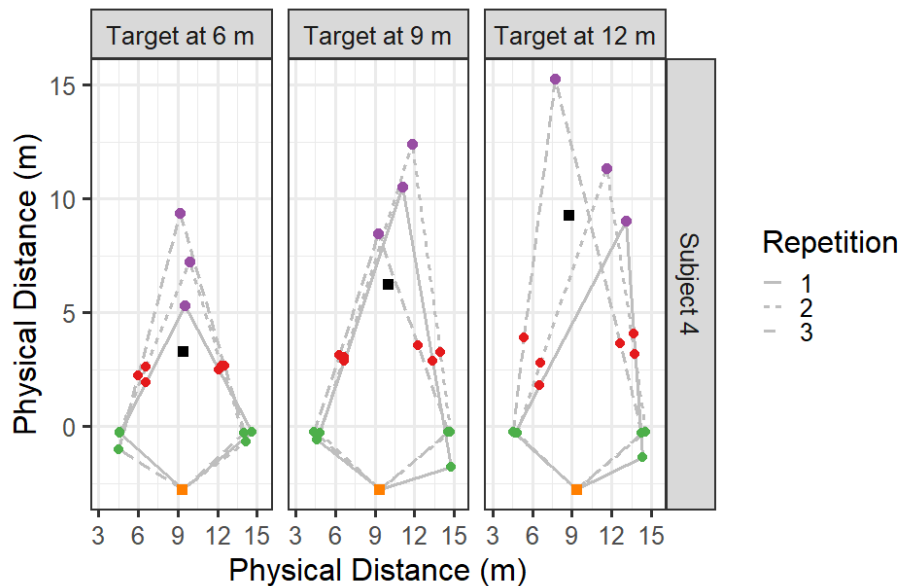 Target at 6 m
Target at 9 m
Target at 12 m
Physical Distance (m)
15
10
5
0
Subject 4
Repetition
1
2
3
3 6 9 12 15
3 6 9 12 15
3 6 9 12 15
Physical Distance (m)